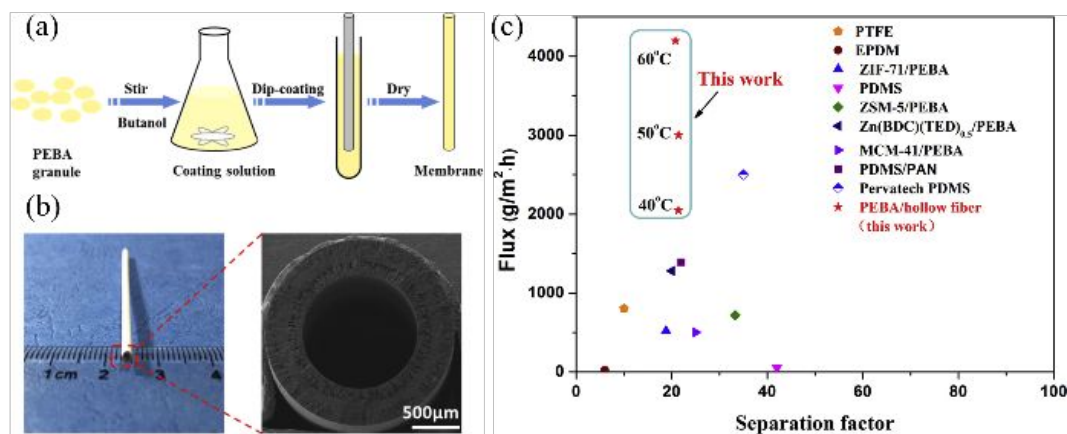 (a)
Stir
Butanol
Dip-coating
Dry
PEBA
granule
Coating solution
Membrane
(b)
1 cm 2 3 4
500μm
(c)
Flux (g/m²·h)
4000
3000
2000
1000
0
0 20 40 60 80 100
Separation factor
60°C
50°C
40°C
This work
PTFE
EPDM
ZIF-71/PEBA
PDMS
ZSM-5/PEBA
Zn(BDC)(TED)₀.₅/PEBA
MCM-41/PEBA
PDMS/PAN
Pervatech PDMS
PEBA/hollow fiber
(this work)